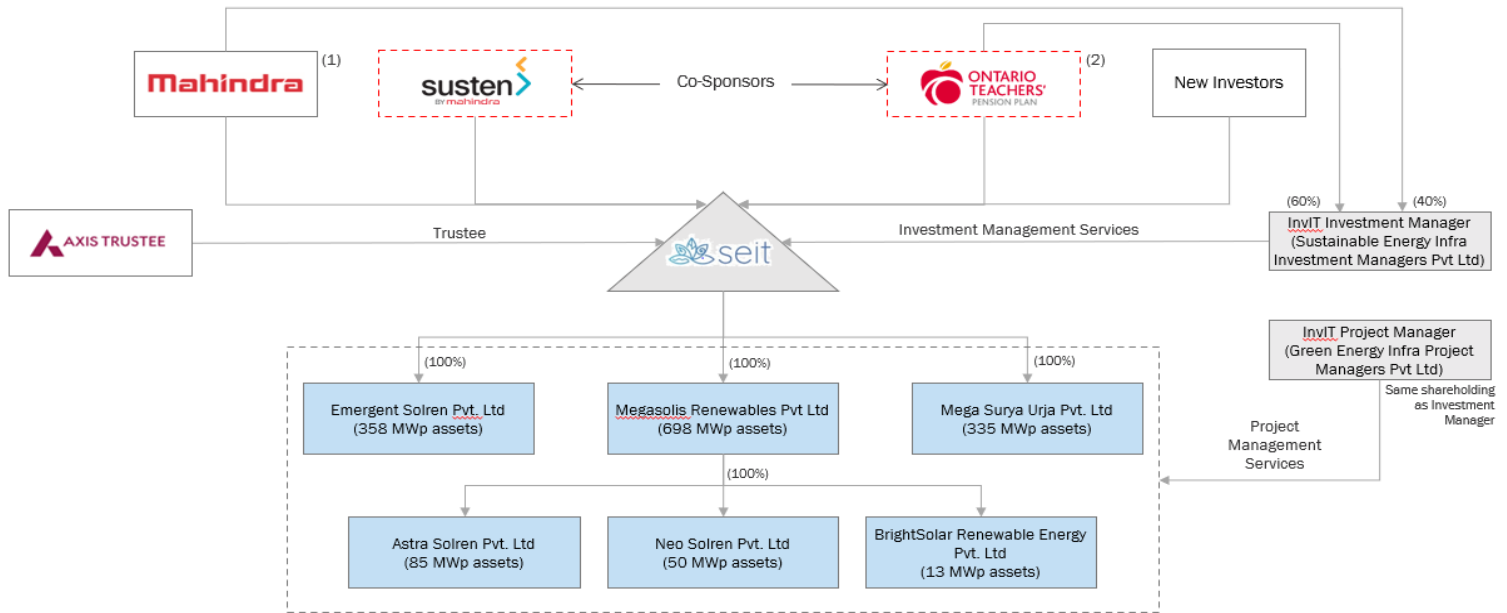 mahindra
(1)
susten
BY mahindra
Co-Sponsors
ONTARIO
TEACHERS'
PENSION PLAN
(2)
New Investors
AXIS TRUSTEE
Trustee
seit
Investment Management Services
(60%)
(40%)
InvIT Investment Manager
(Sustainable Energy Infra
Investment Managers Pvt Ltd)
InvIT Project Manager
(Green Energy Infra Project
Managers Pvt Ltd)
Same shareholding
as Investment
Manager
Project
Management
Services
(100%)
(100%)
(100%)
Emergent Solren Pvt. Ltd
(358 MWp assets)
Megasolis Renewables Pvt Ltd
(698 MWp assets)
Mega Surya Urja Pvt. Ltd
(335 MWp assets)
(100%)
Astra Solren Pvt. Ltd
(85 MWp assets)
Neo Solren Pvt. Ltd
(50 MWp assets)
BrightSolar Renewable Energy
Pvt. Ltd
(13 MWp assets)